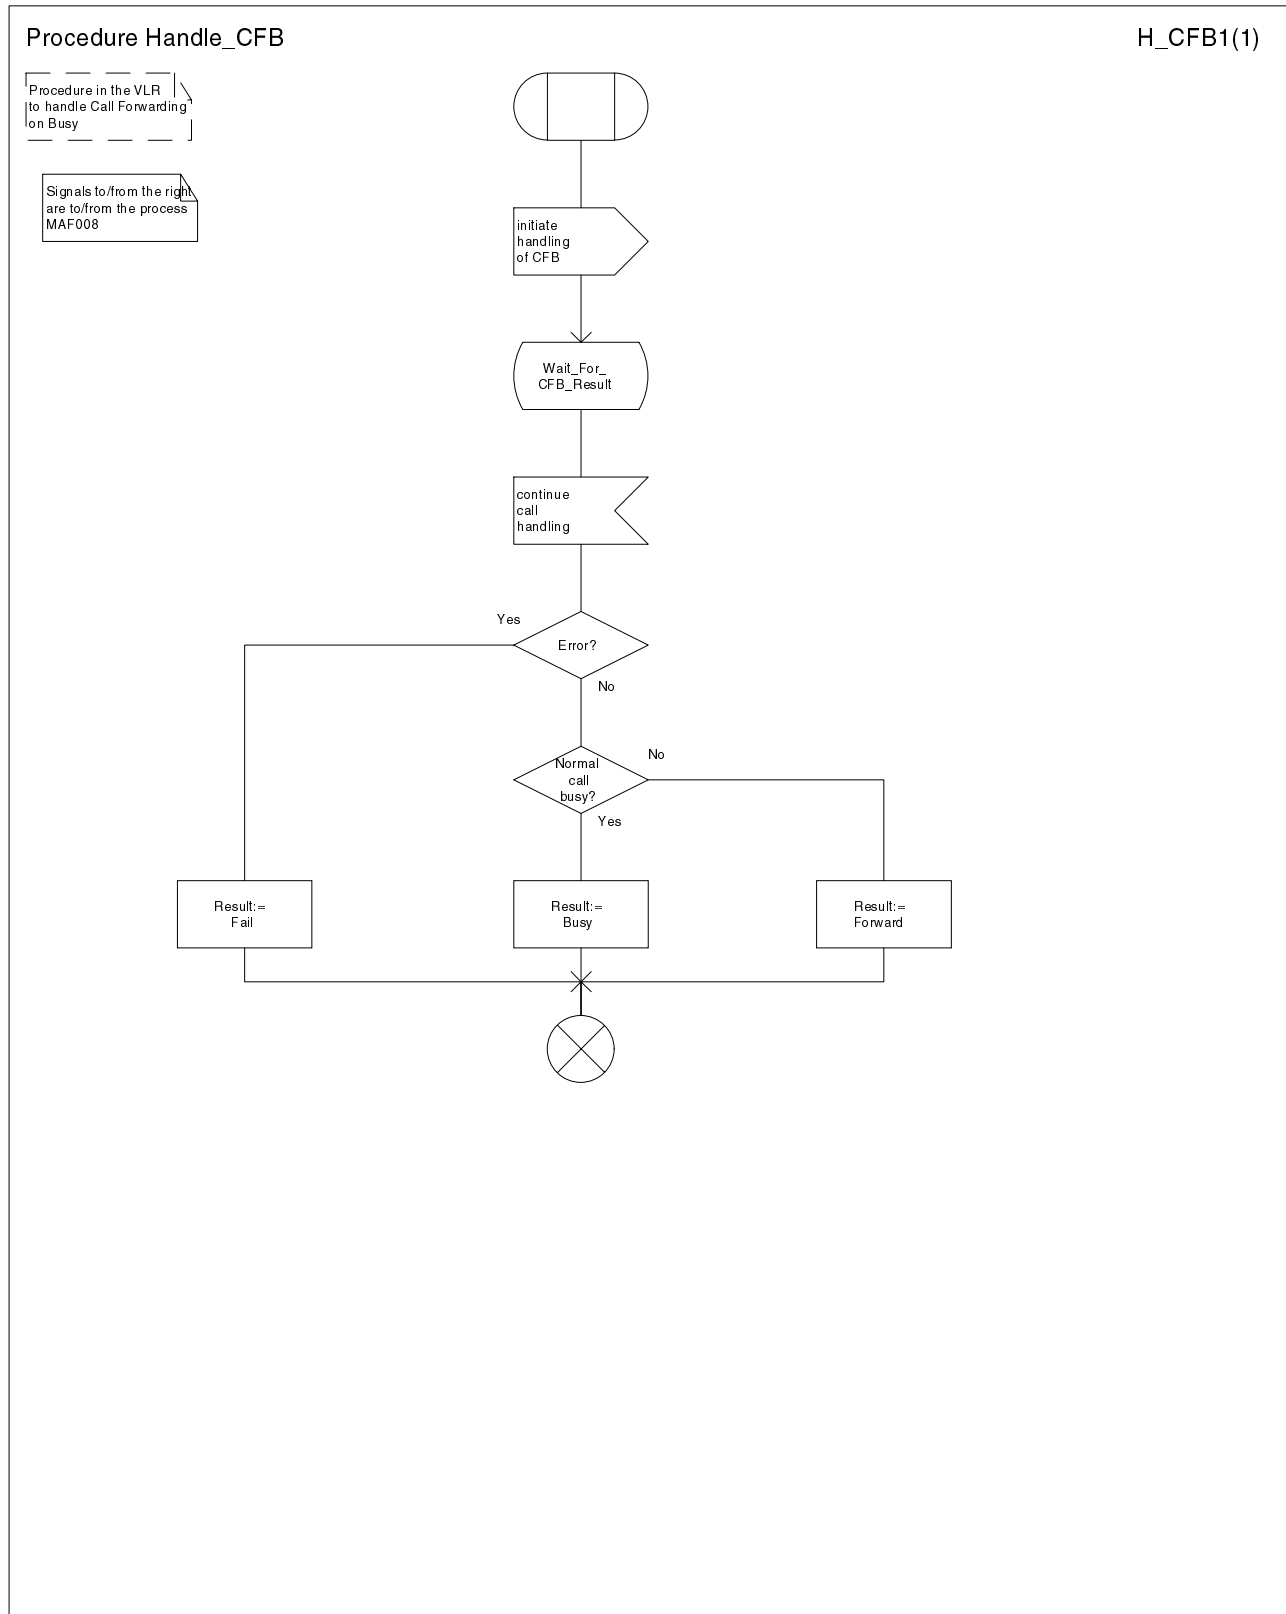 Procedure Handle_CFB
H_CFB1(1)
Procedure in the VLR
to handle Call Forwarding
on Busy
Signals to/from the right
are to/from the process
MAF008
initiate
handling
of CFB
Wait_For_
CFB_Result
continue
call
handling
Yes
Error?
No
No
Normal
call
busy?
Yes
Result:=
Fail
Result:=
Busy
Result:=
Forward